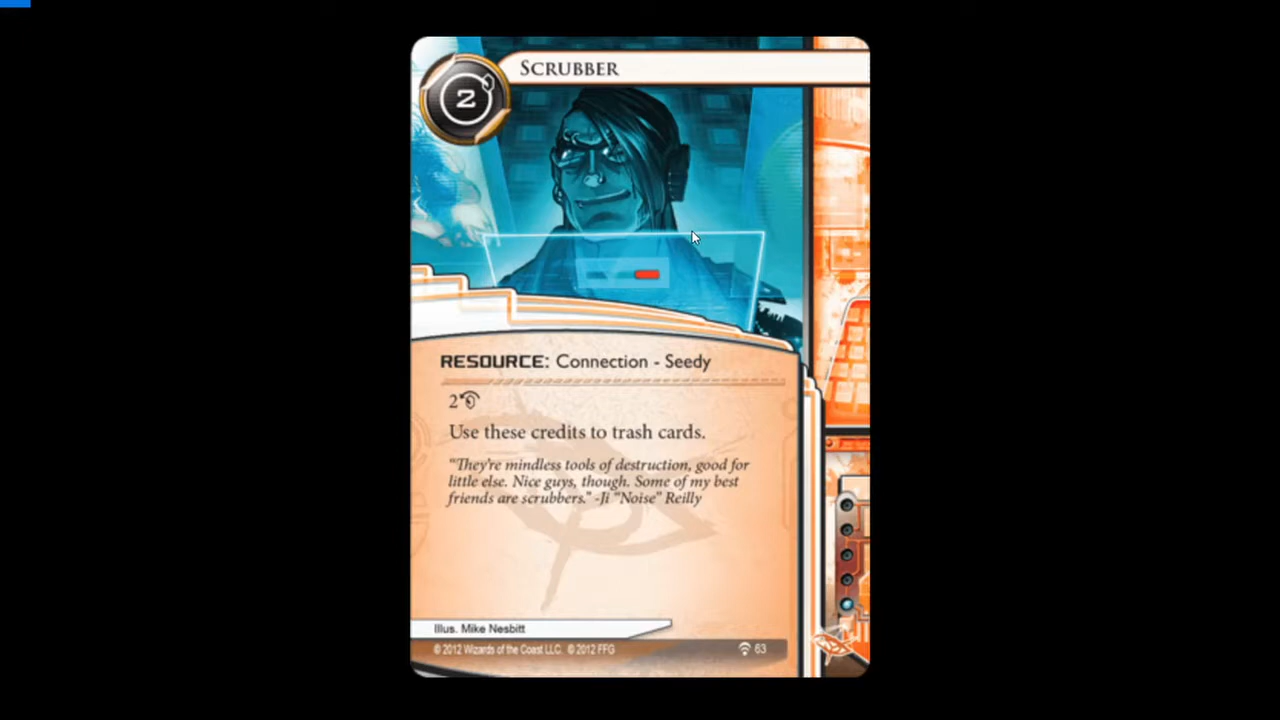 SCRUBBER
2
RESOURCE: Connection - Seedy
2
Use these credits to trash cards.
“They’re mindless tools of destruction, good for
little else. Nice guys, though. Some of my best
friends are scrubbers.” -Ji “Noise” Reilly
Illus. Mike Nesbitt
© 2012 Wizards of the Coast LLC. © 2012 FFG
63